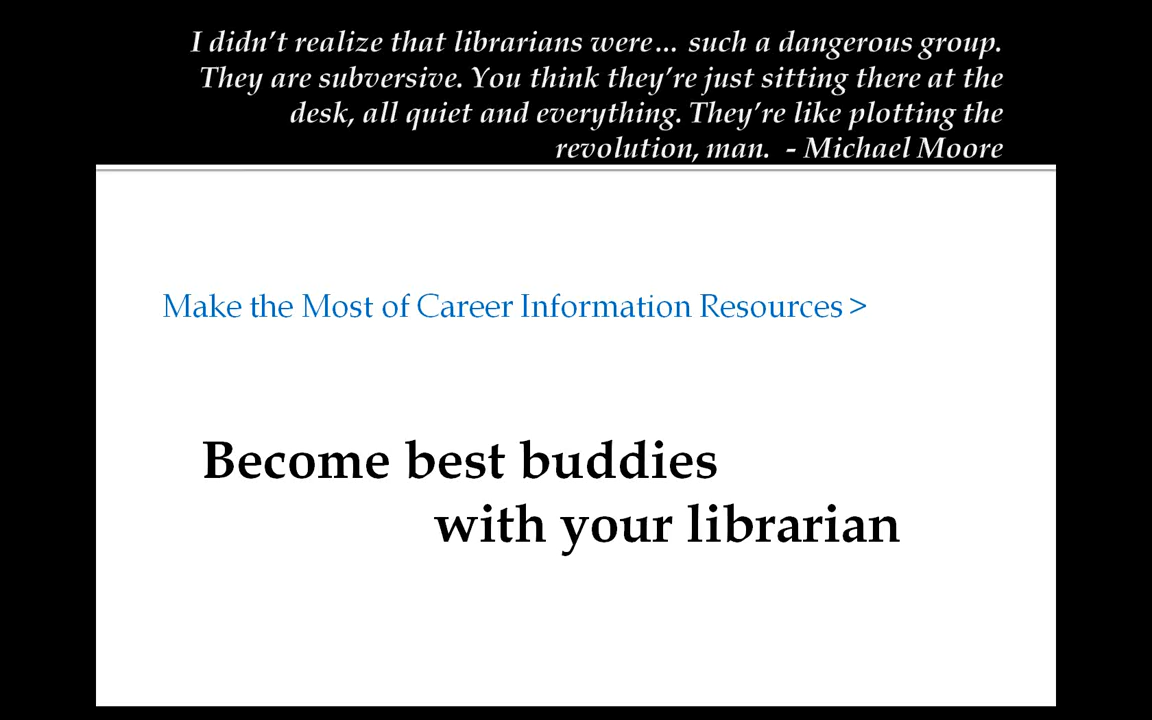 I didn’t realize that librarians were… such a dangerous group.
They are subversive. You think they’re just sitting there at the
desk, all quiet and everything. They’re like plotting the
revolution, man.  - Michael Moore
Make the Most of Career Information Resources >
Become best buddies
with your librarian